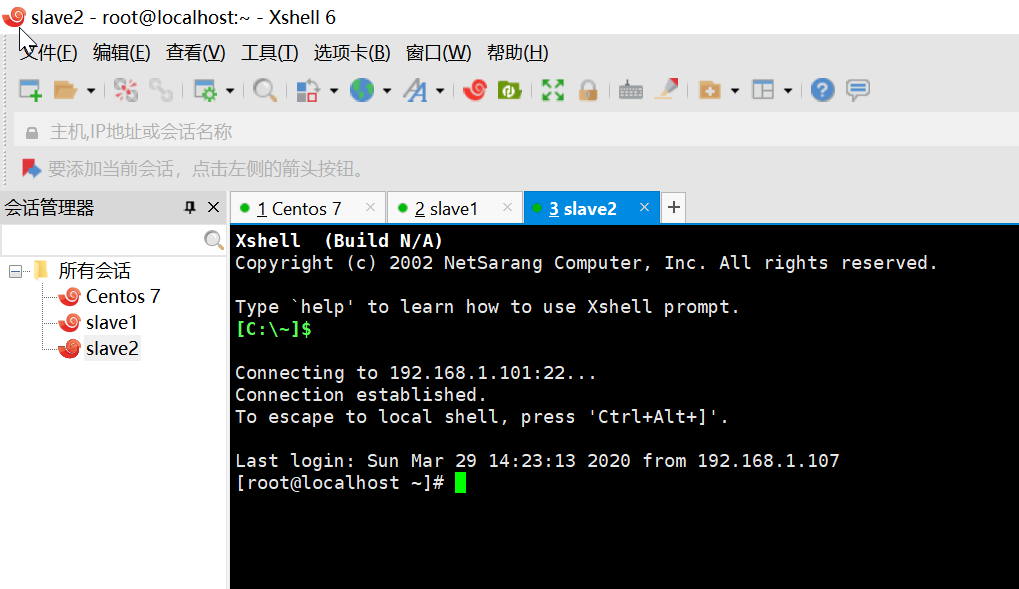 slave2 - root@localhost:~ - Xshell 6
文件(F) 编辑(E) 查看(V) 工具(T) 选项卡(B) 窗口(W) 帮助(H)
主机,IP地址或会话名称
要添加当前会话，点击左侧的箭头按钮。
会话管理器
所有会话
Centos 7
slave1
slave2
1 Centos 7 2 slave1 3 slave2
Xshell (Build N/A)
Copyright (c) 2002 NetSarang Computer, Inc. All rights reserved.
Type `help' to learn how to use Xshell prompt.
[C:\~]$
Connecting to 192.168.1.101:22...
Connection established.
To escape to local shell, press 'Ctrl+Alt+]'.
Last login: Sun Mar 29 14:23:13 2020 from 192.168.1.107
[root@localhost ~]#